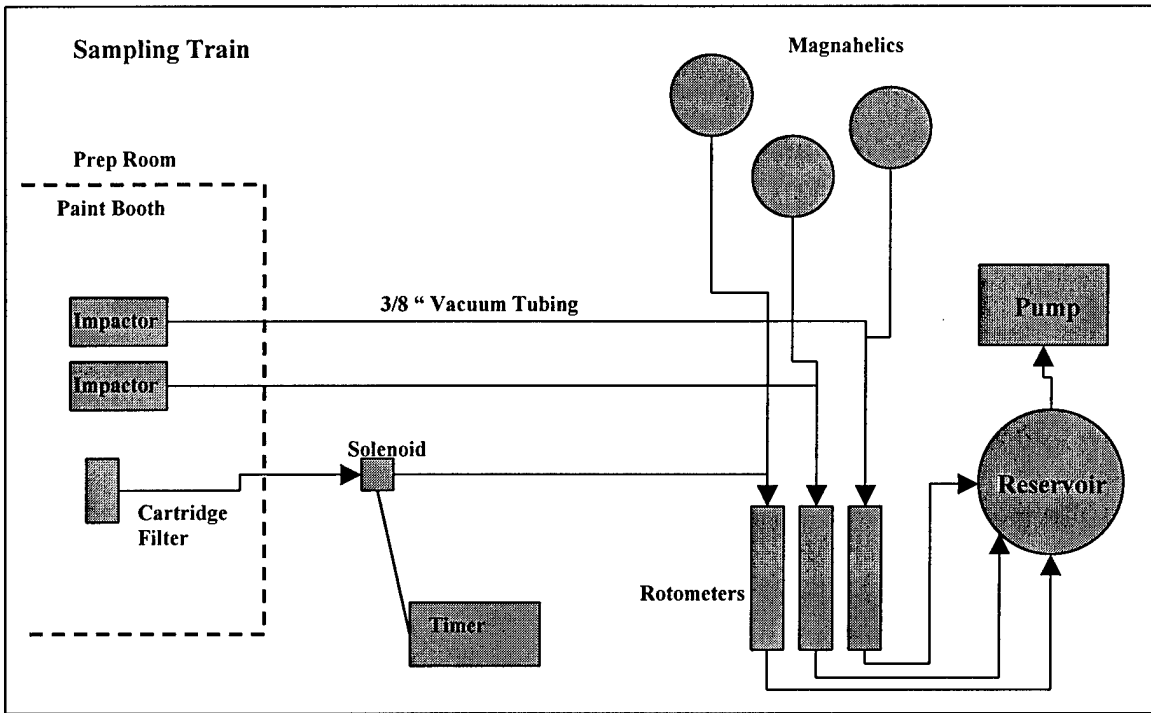 Sampling Train
Magnahelics
Prep Room
Paint Booth
3/8 “ Vacuum Tubing
Impactor
Pump
Impactor
Solenoid
Reservoir
Cartridge
Filter
Rotometers
Timer